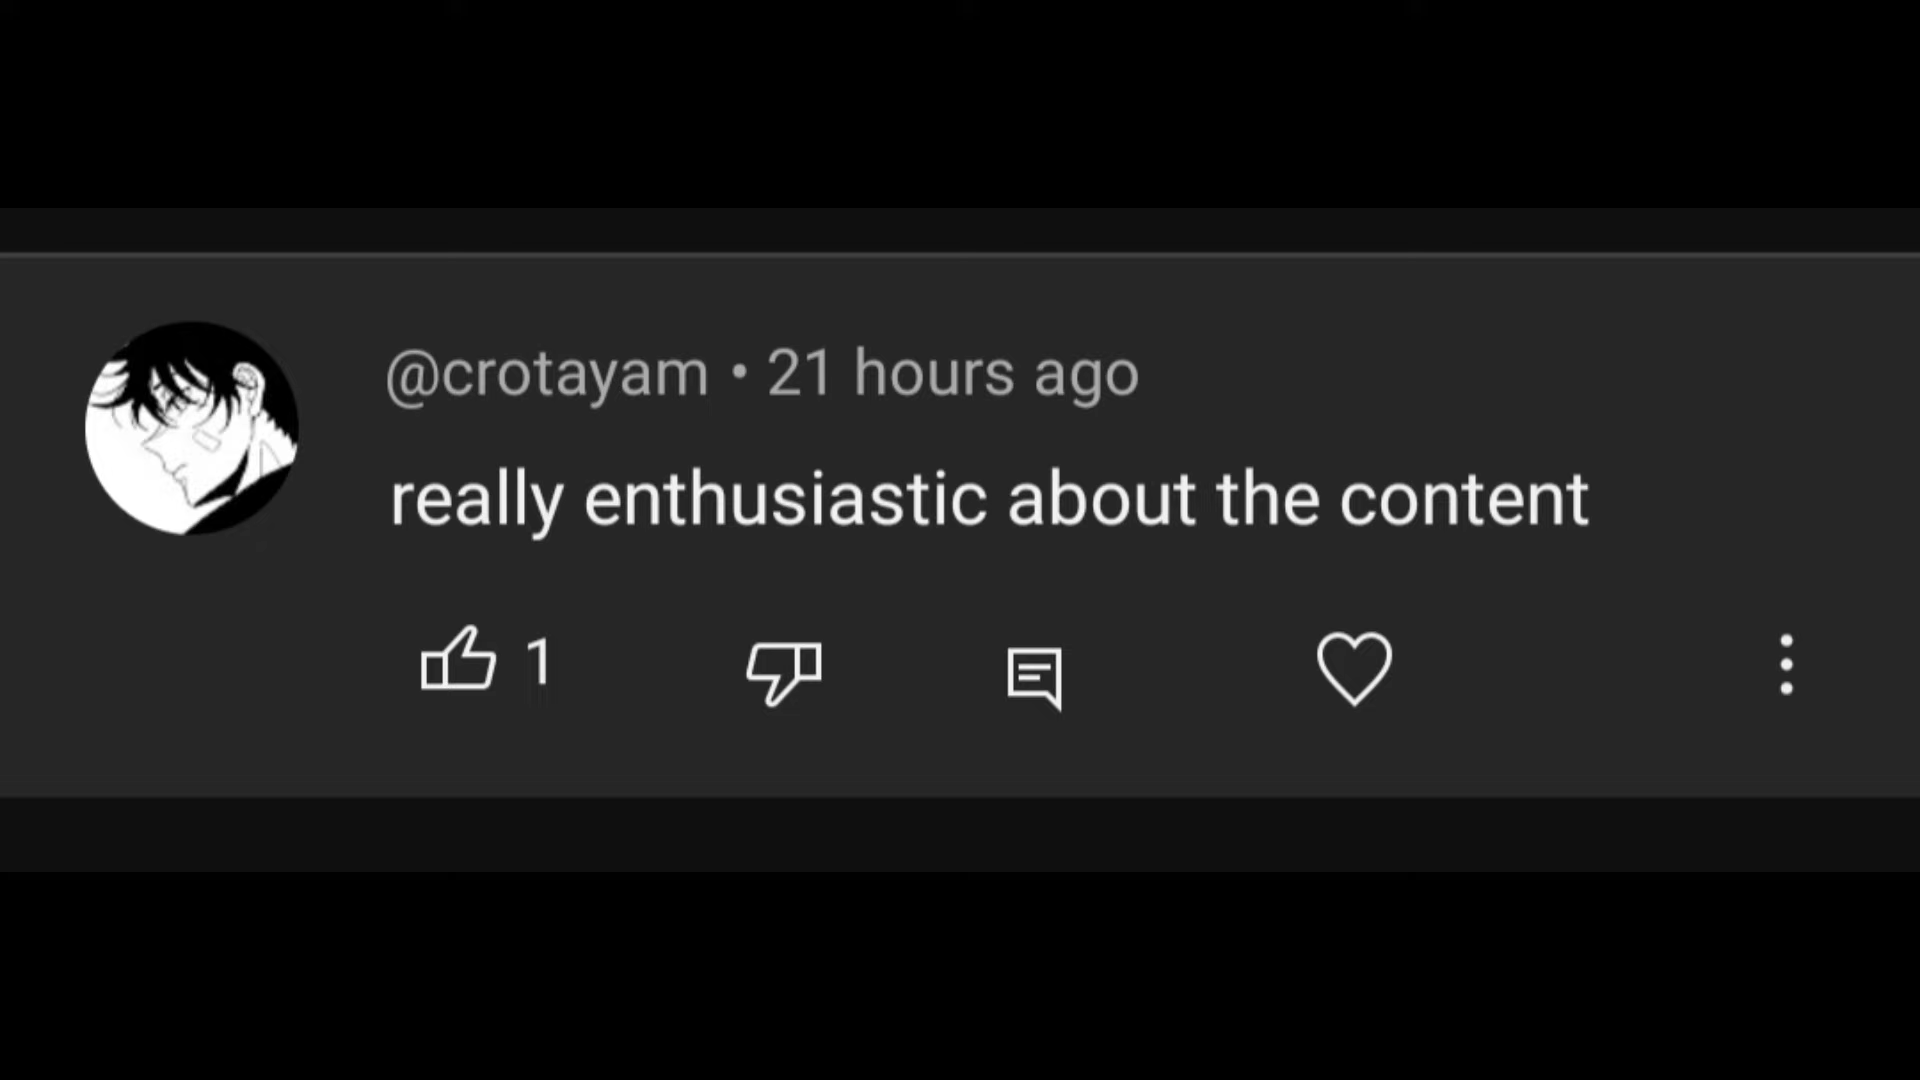 @crotayam • 21 hours ago
really enthusiastic about the content
1